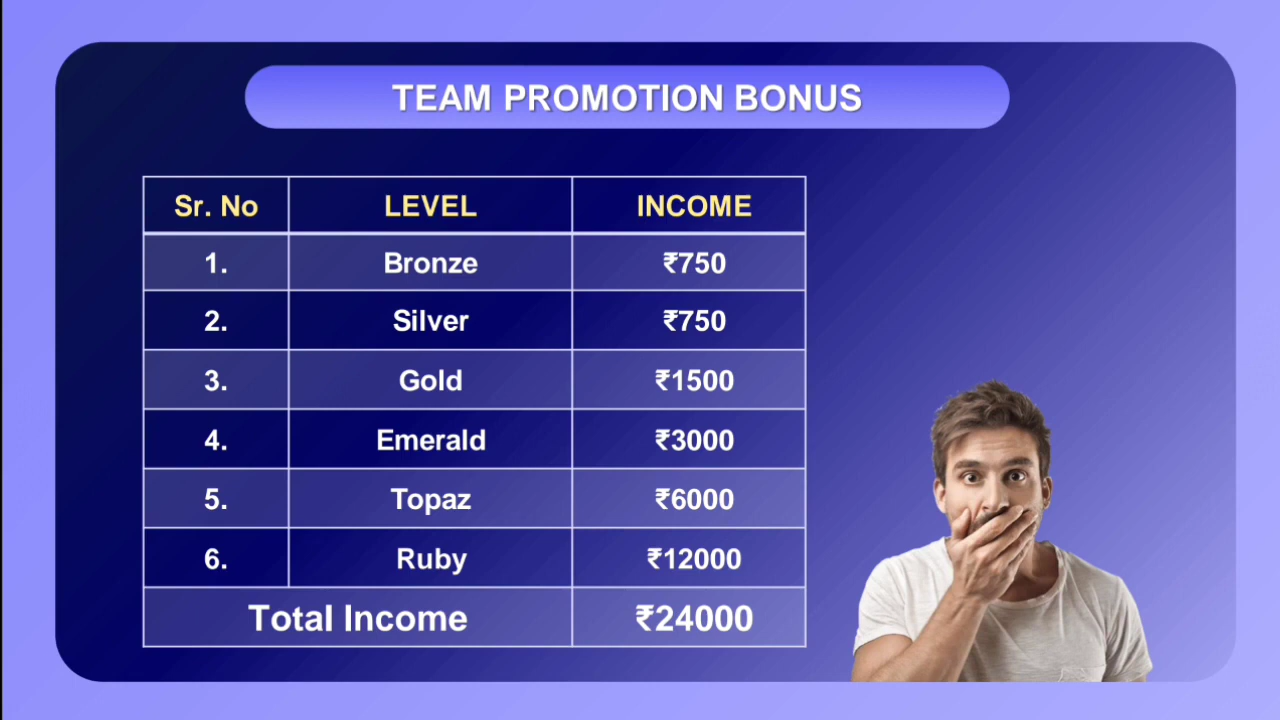 TEAM PROMOTION BONUS
Sr. No LEVEL INCOME
1. Bronze ₹750
2. Silver ₹750
3. Gold ₹1500
4. Emerald ₹3000
5. Topaz ₹6000
6. Ruby ₹12000
Total Income ₹24000